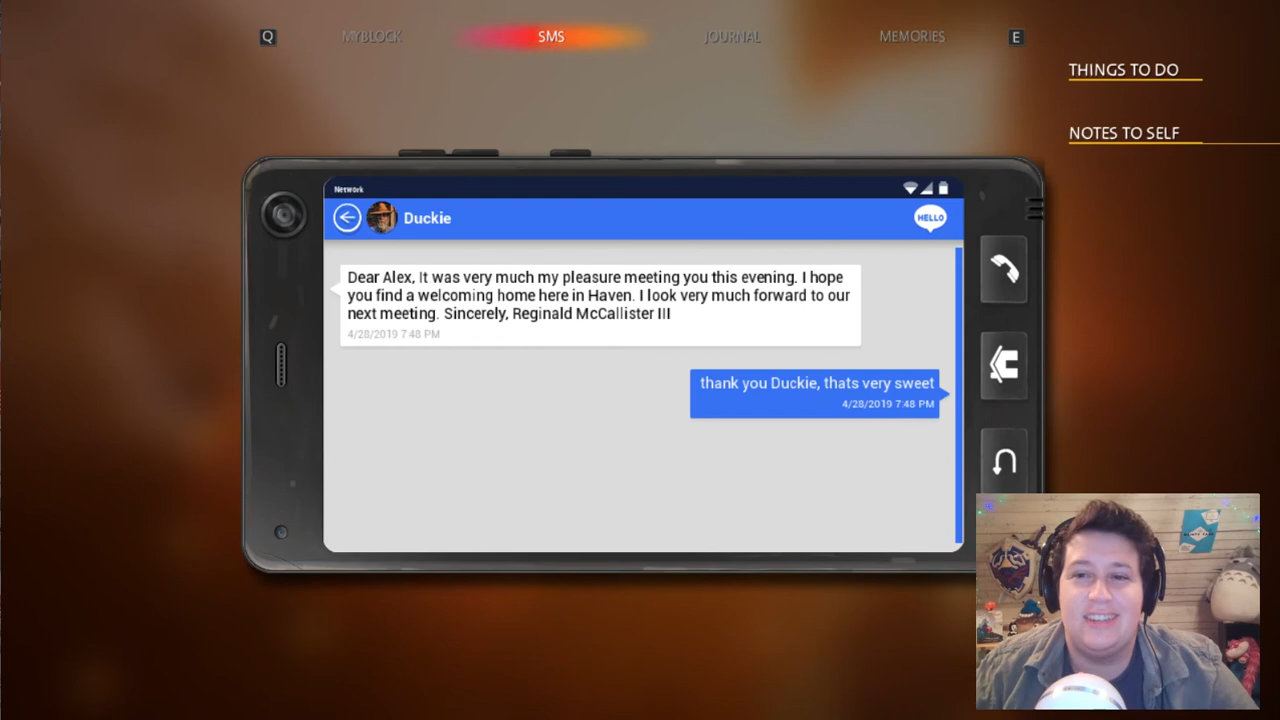 Q
MYBLOCK
SMS
JOURNAL
MEMORIES
E
THINGS TO DO
NOTES TO SELF
Network
Duckie
HELLO
Dear Alex, It was very much my pleasure meeting you this evening. I hope
you find a welcoming home here in Haven. I look very much forward to our
next meeting. Sincerely, Reginald McCallister III
4/28/2019 7:48 PM
thank you Duckie, thats very sweet
4/28/2019 7:48 PM